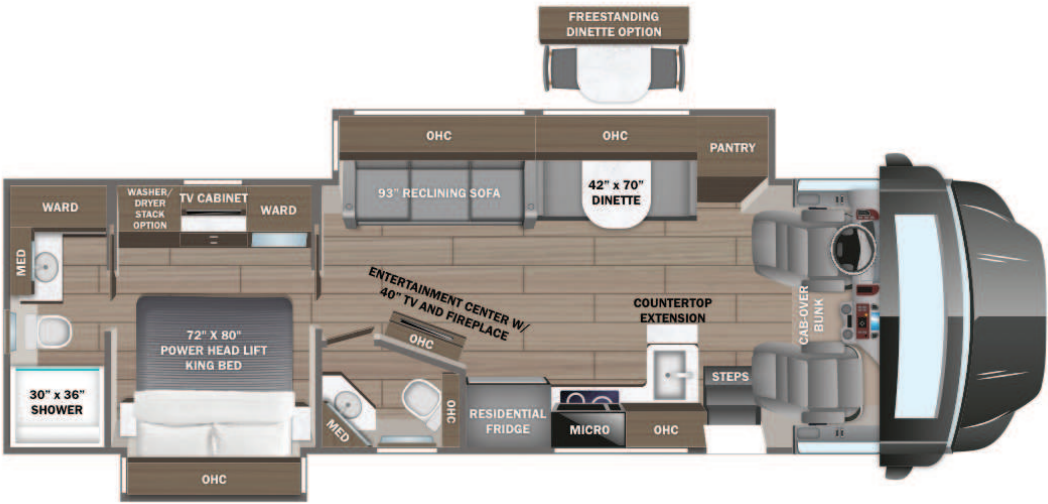 FREESTANDING
DINETTE OPTION
OHC
OHC
PANTRY
93" RECLINING SOFA
42" x 70"
DINETTE
WARD
WASHER/
DRYER
STACK
OPTION
TV CABINET
WARD
MED
ENTERTAINMENT CENTER W/
40" TV AND FIREPLACE
OHC
COUNTERTOP
EXTENSION
CAB-OVER
BUNK
72" X 80"
POWER HEAD LIFT
KING BED
30" x 36"
SHOWER
STEPS
MED
OHC
RESIDENTIAL
FRIDGE
MICRO
OHC
OHC